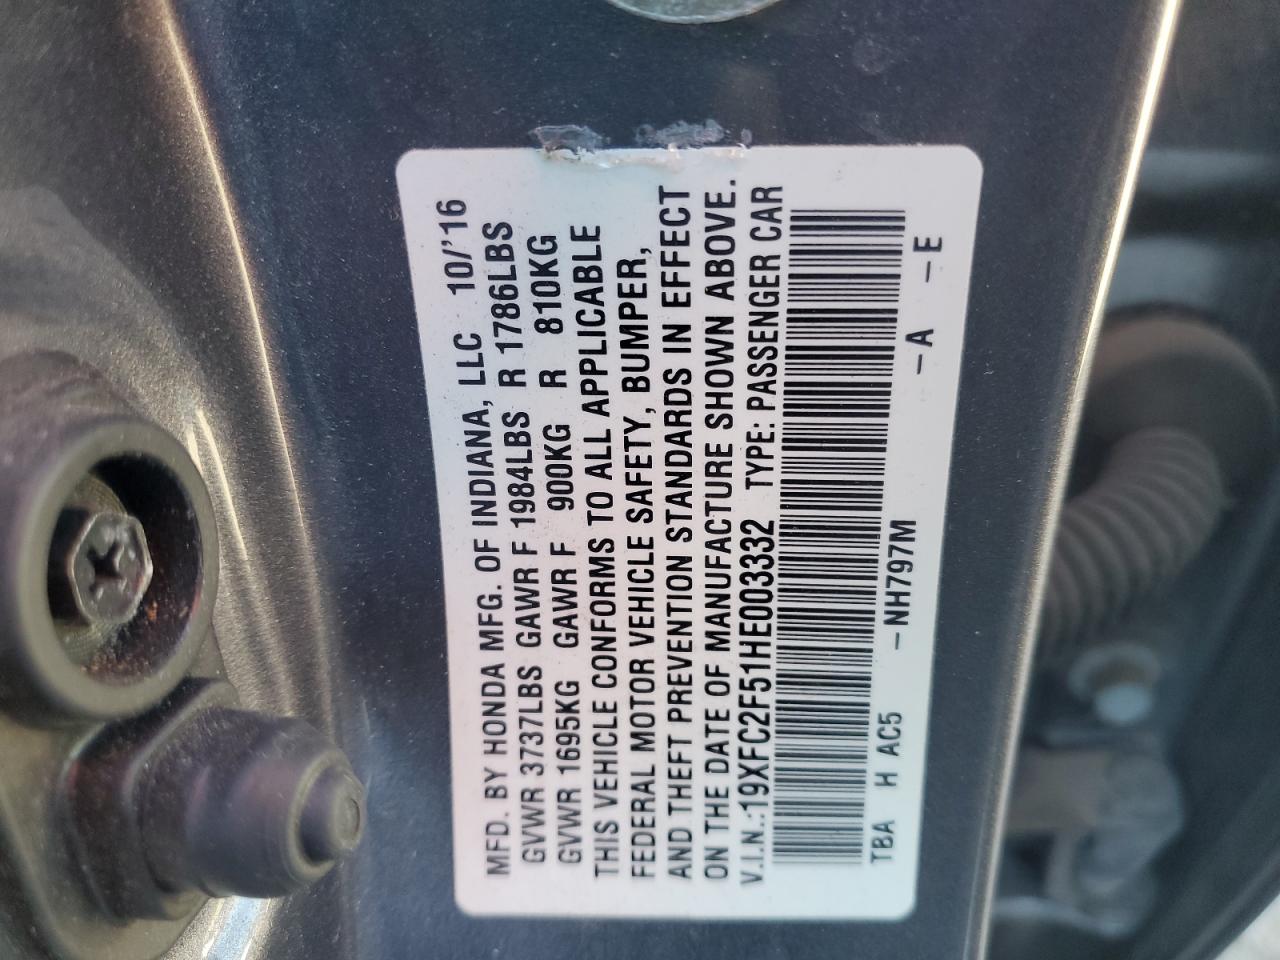 MFD. BY HONDA MFG. OF INDIANA, LLC 10/'16
GVWR 3737LBS GAWR F 1984LBS R 1786LBS
GVWR 1695KG GAWR F 900KG R 810KG
THIS VEHICLE CONFORMS TO ALL APPLICABLE
FEDERAL MOTOR VEHICLE SAFETY, BUMPER,
AND THEFT PREVENTION STANDARDS IN EFFECT
ON THE DATE OF MANUFACTURE SHOWN ABOVE.
V.I.N.:19XFC2F51HE003332 TYPE: PASSENGER CAR
TBA H AC5 -NH797M -A -E